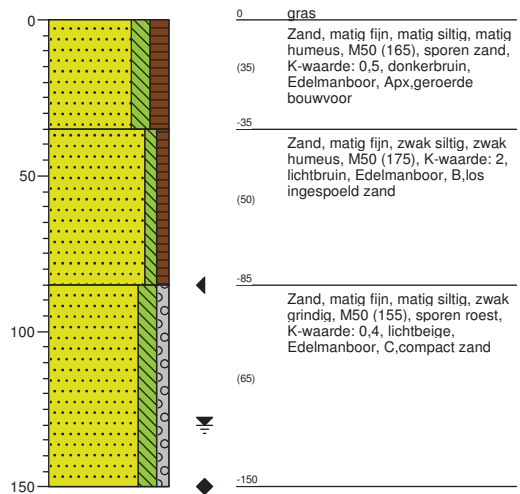 0
50
100
150
0
gras
Zand, matig fijn, matig siltig, matig
humeus, M50 (165), sporen zand,
K-waarde: 0,5, donkerbruin,
Edelmanboor, Apx,geroerde
bouwvoor
(35)
-35
Zand, matig fijn, zwak siltig, zwak
humeus, M50 (175), K-waarde: 2,
lichtbruin, Edelmanboor, B,los
ingespoeld zand
(50)
-85
Zand, matig fijn, matig siltig, zwak
grindig, M50 (155), sporen roest,
K-waarde: 0,4, lichtbeige,
Edelmanboor, C,compact zand
(65)
-150